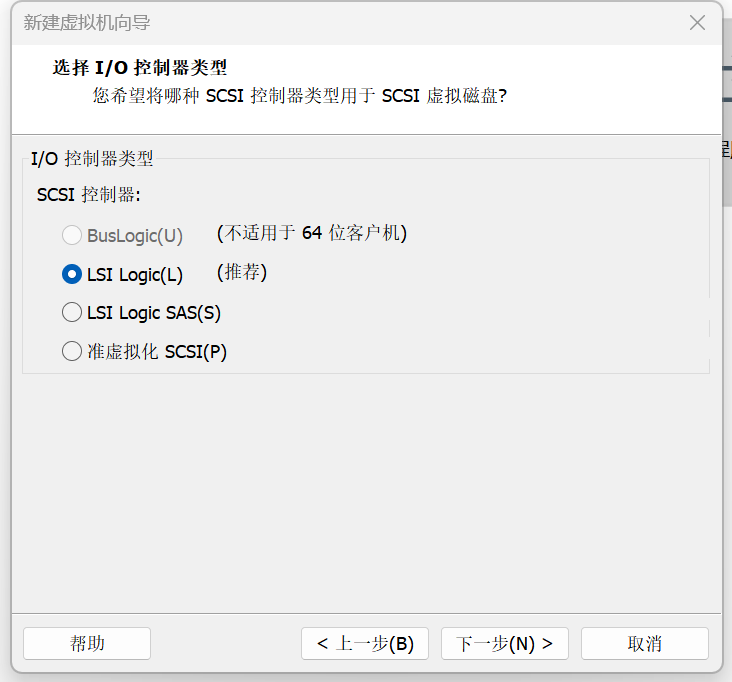 新建虚拟机向导
选择 I/O 控制器类型
您希望将哪种 SCSI 控制器类型用于 SCSI 虚拟磁盘?
I/O 控制器类型
SCSI 控制器:
BusLogic(U) (不适用于 64 位客户机)
LSI Logic(L) (推荐)
LSI Logic SAS(S)
准虚拟化 SCSI(P)
帮助 < 上一步(B) 下一步(N) > 取消